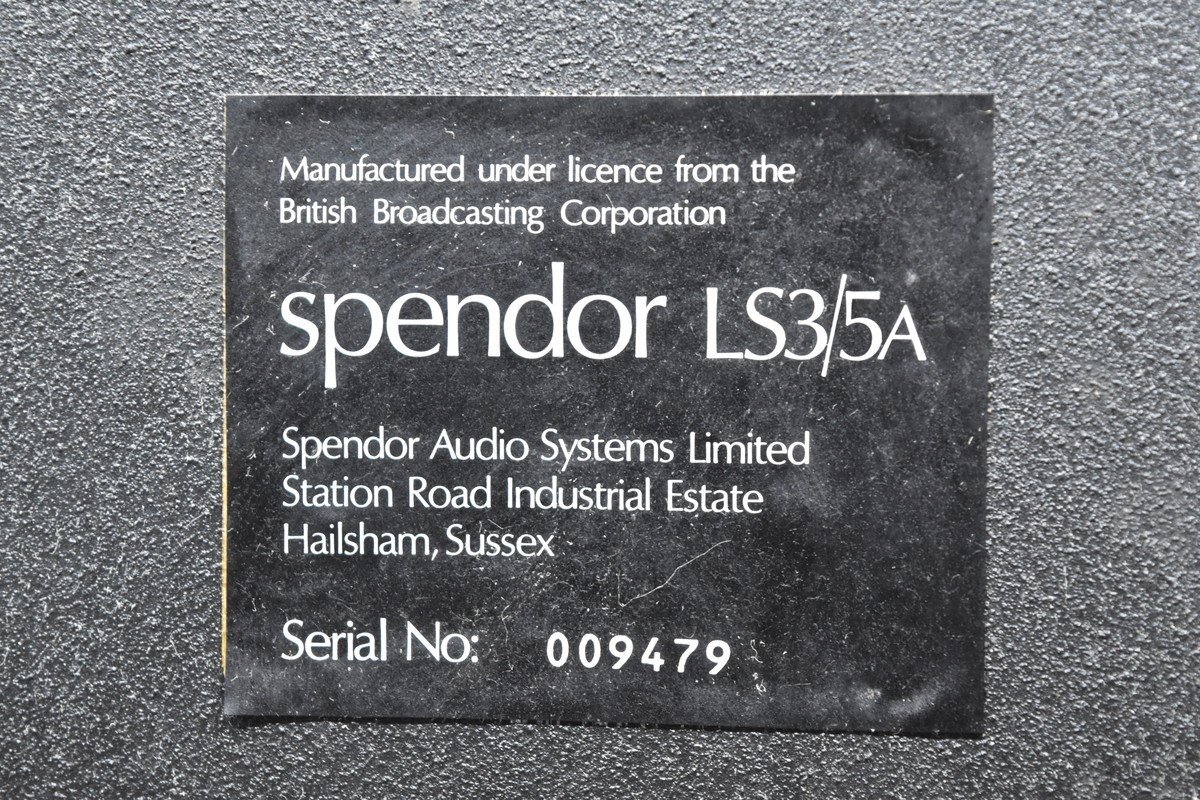 Manufactured under licence from the
British Broadcasting Corporation
spendor LS3/5A
Spendor Audio Systems Limited
Station Road Industrial Estate
Hailsham, Sussex
Serial No: 009479